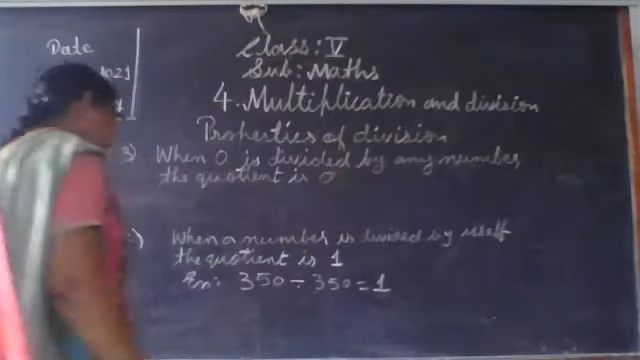 Date
Class: V
Sub: Maths
4. Multiplication and division
Properties of division
3) When 0 is divided by any number, the quotient is 0
) When a number is divided by itself the quotient is 1
Ex: 350 ÷ 350 = 1